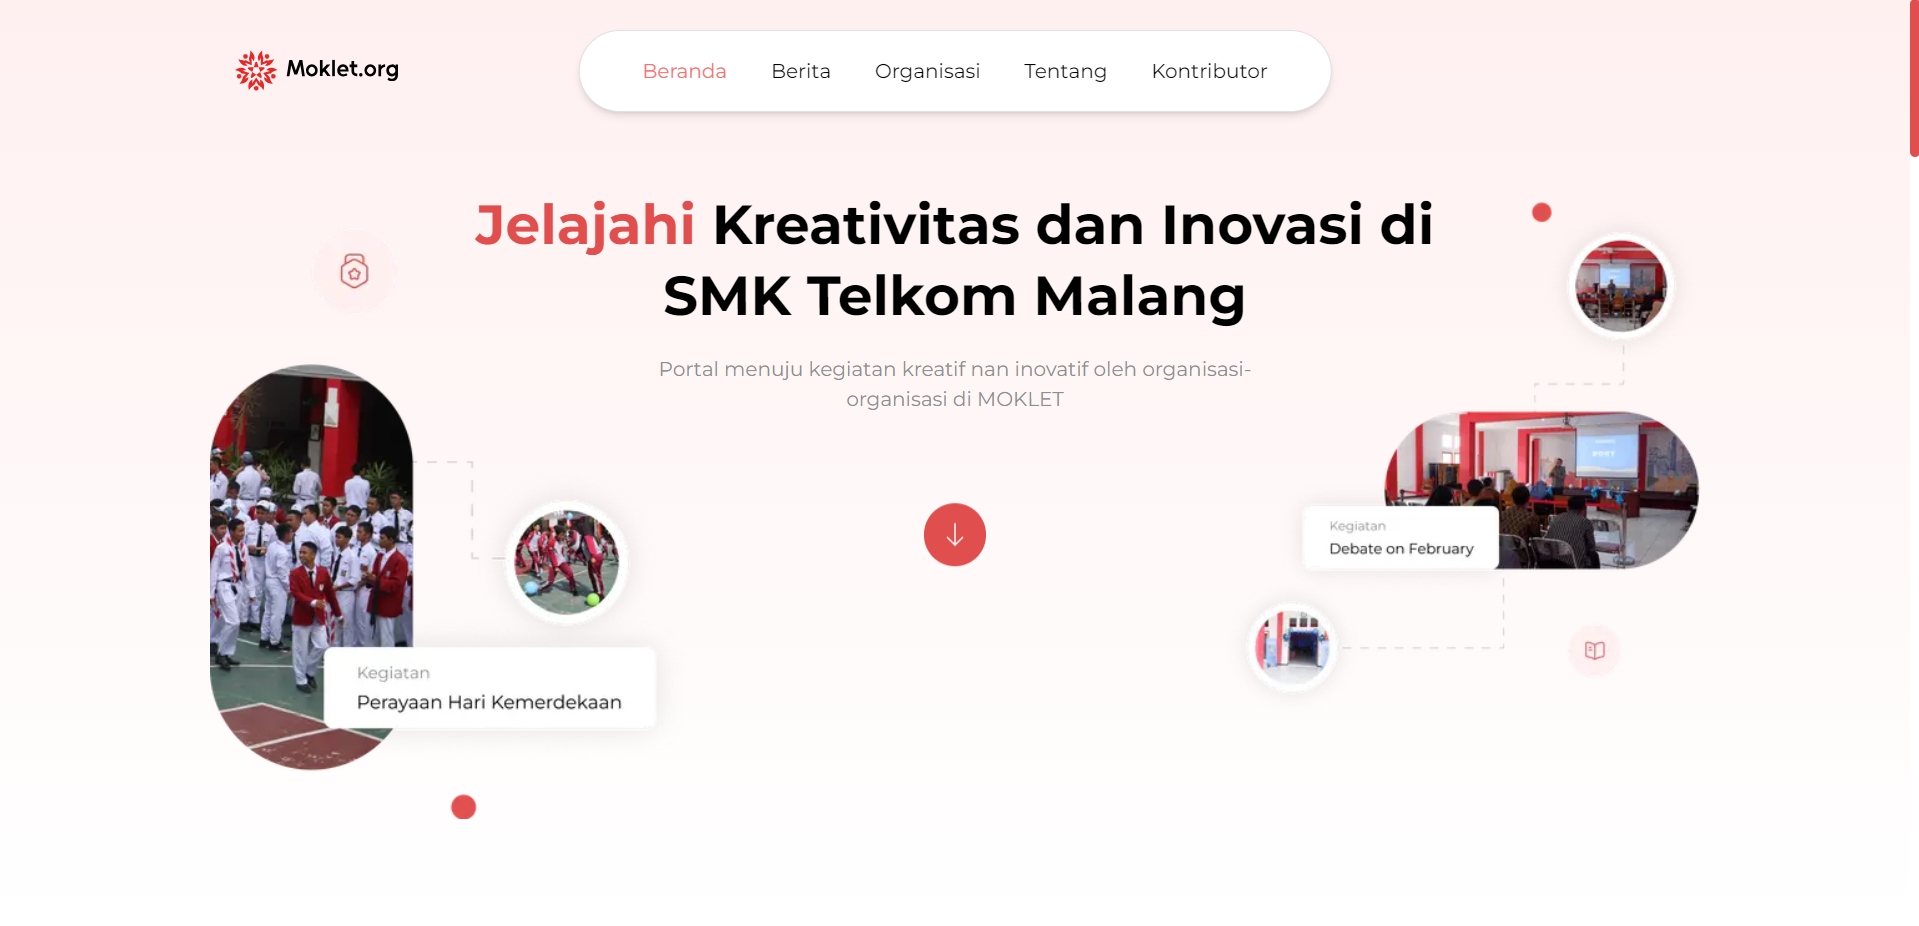 Moklet.org
Beranda
Berita
Organisasi
Tentang
Kontributor
Jelajahi Kreativitas dan Inovasi di
SMK Telkom Malang
Portal menuju kegiatan kreatif nan inovatif oleh organisasi-
organisasi di MOKLET
Kegiatan
Perayaan Hari Kemerdekaan
Kegiatan
Debate on February